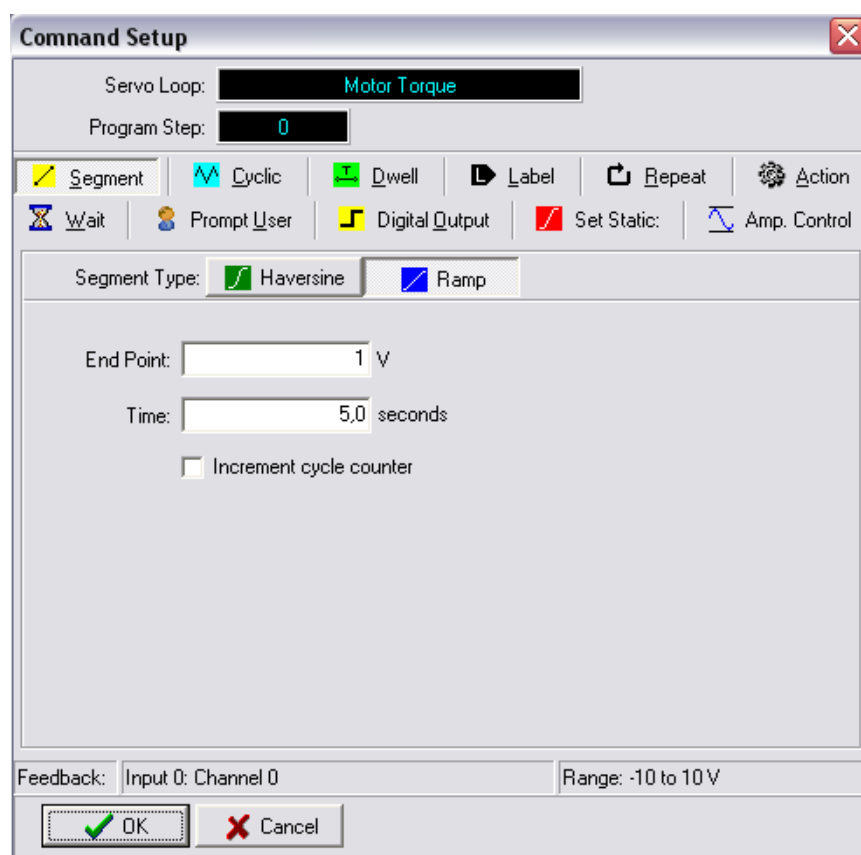 Comnand Setup
Servo Loop: Motor Torque
Program Step: 0
Segment Cyclic Dwell Label Repeat Action
Wait Prompt User Digital Output Set Static: Amp. Control
Segment Type: Haversine Ramp
End Point: 1 V
Time: 5,0 seconds
Increment cycle counter
Feedback: Input 0: Channel 0 Range: -10 to 10 V
OK Cancel